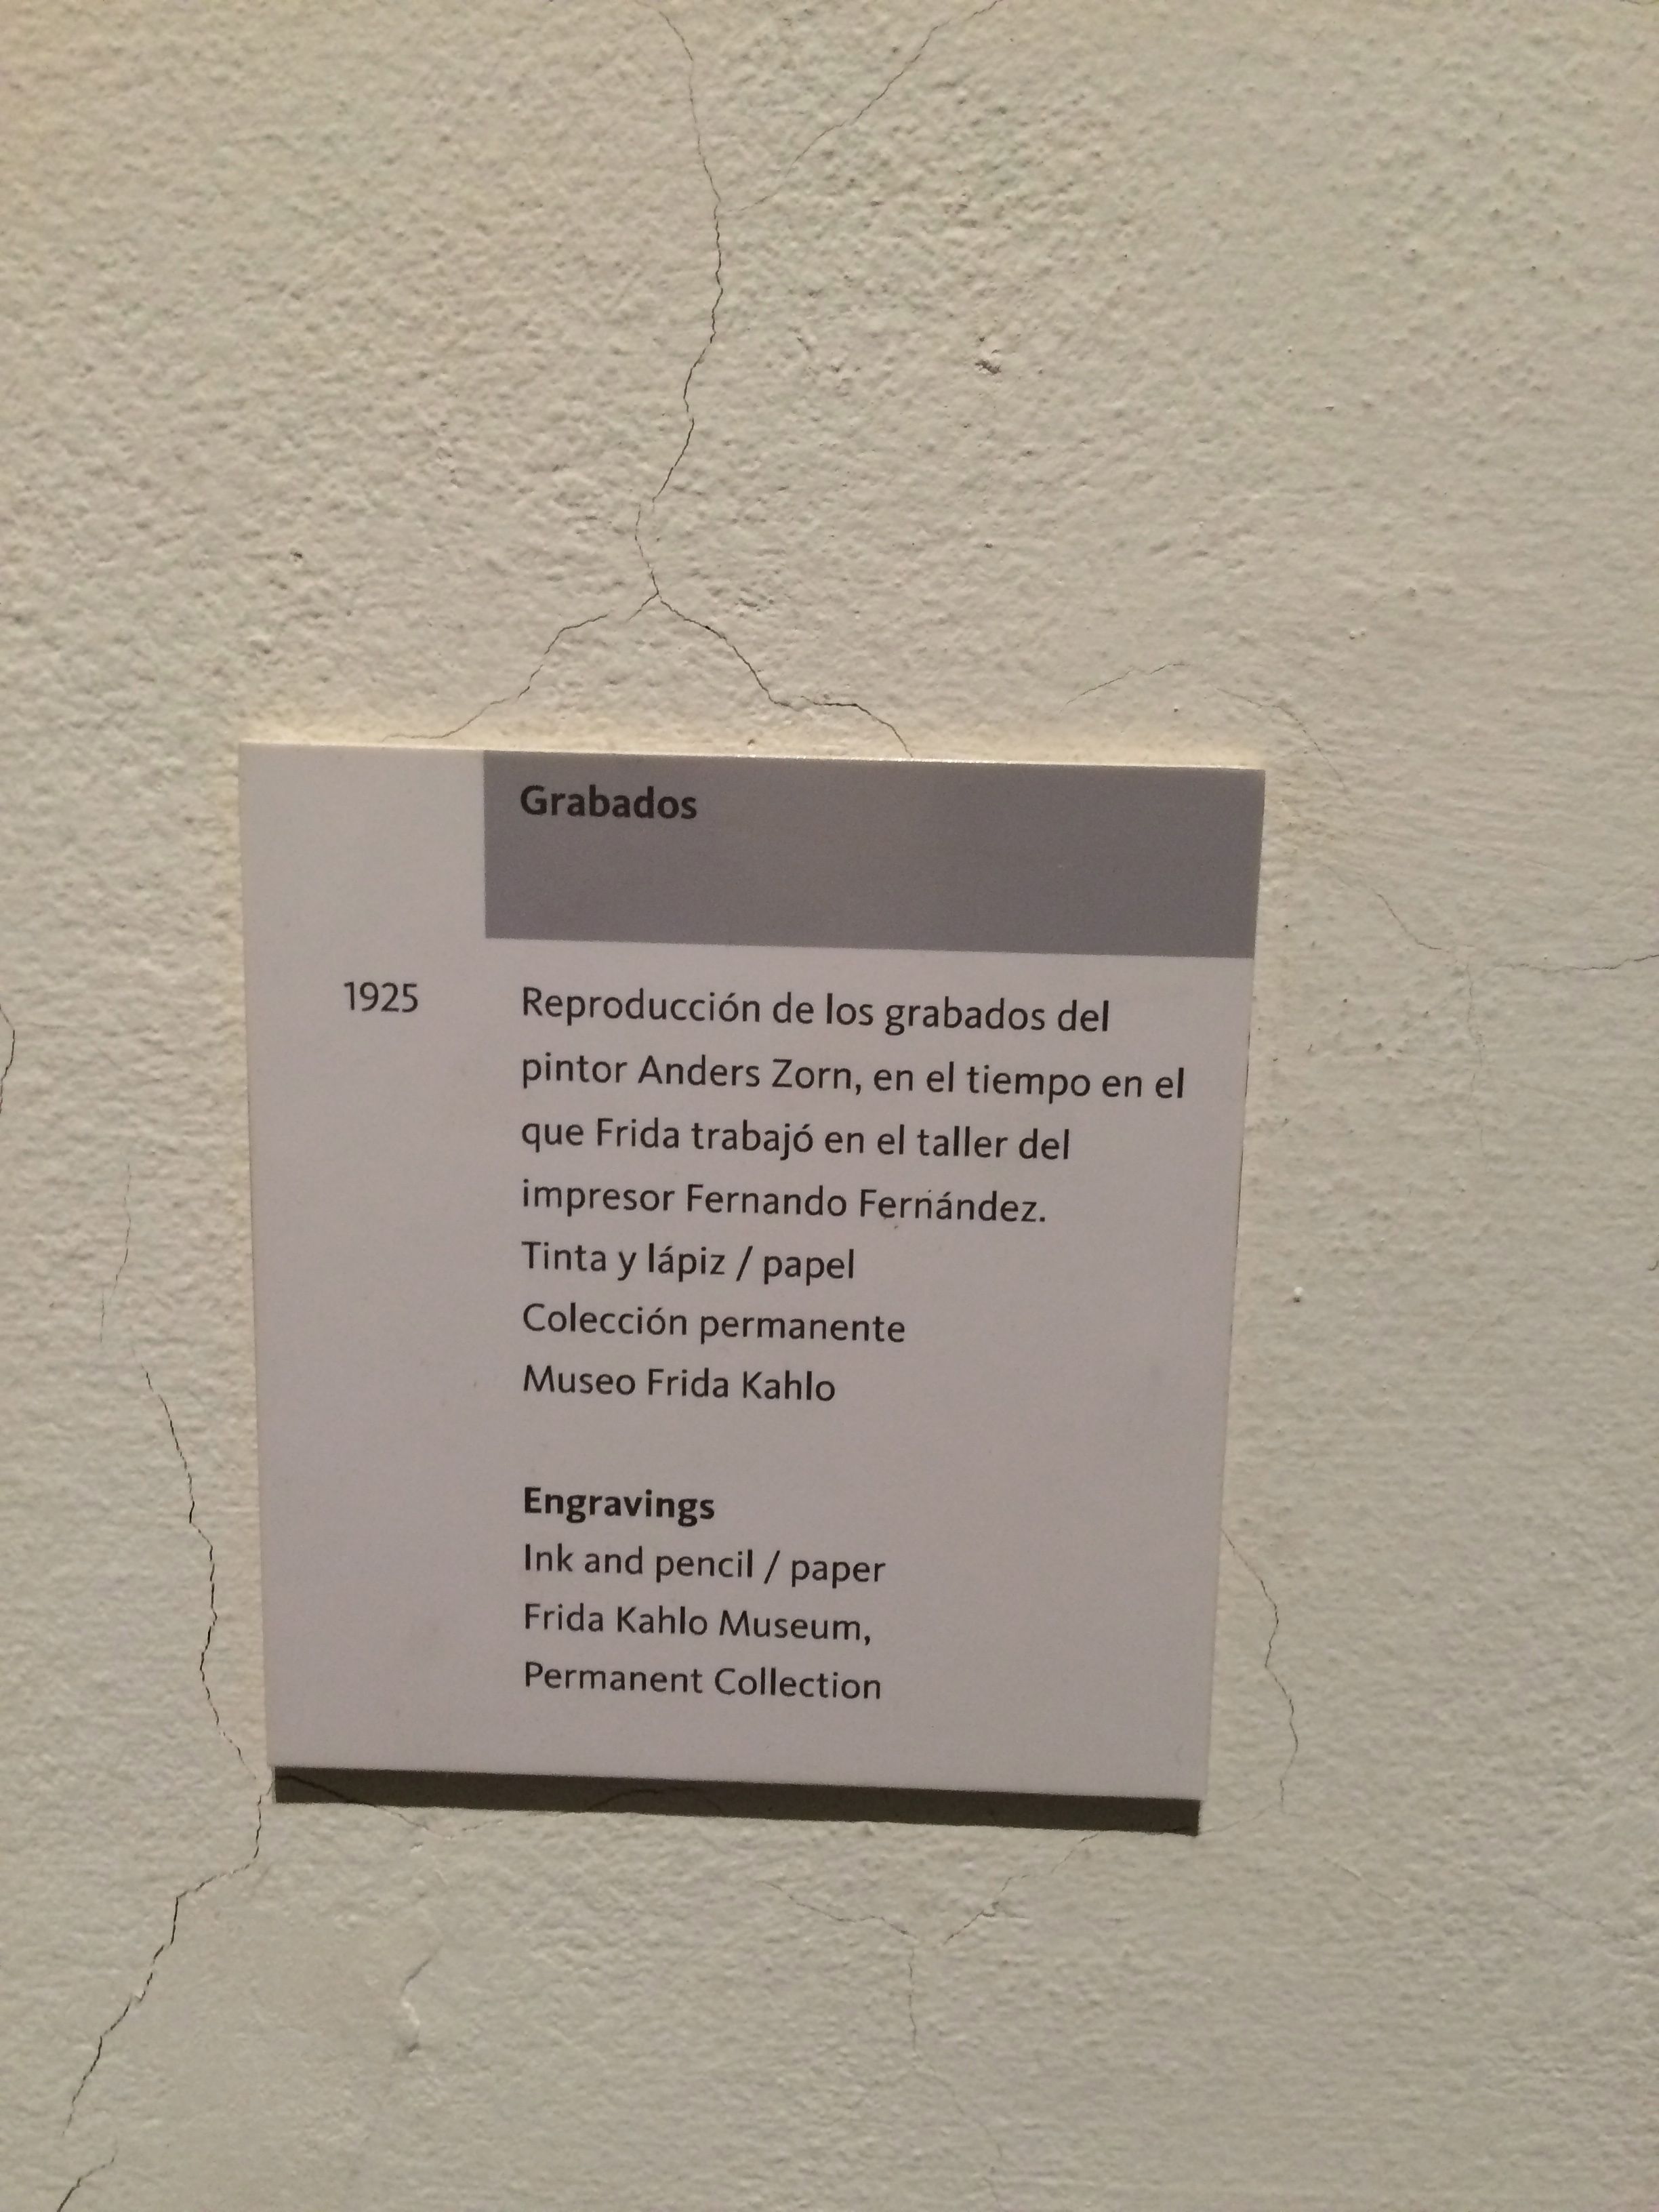 Grabados
1925
Reproducción de los grabados del
pintor Anders Zorn, en el tiempo en el
que Frida trabajó en el taller del
impresor Fernando Fernández.
Tinta y lápiz / papel
Colección permanente
Museo Frida Kahlo
Engravings
Ink and pencil / paper
Frida Kahlo Museum,
Permanent Collection